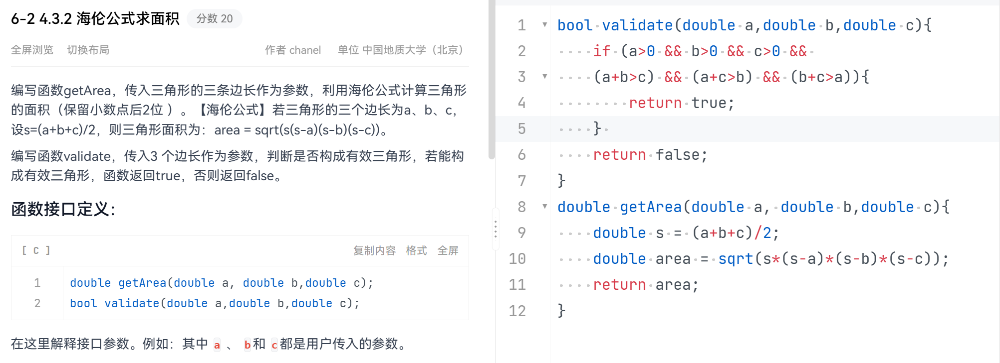 6-2 4.3.2 海伦公式求面积 分数 20
全屏浏览 切换布局 作者 chanel 单位 中国地质大学（北京）
编写函数getArea，传入三角形的三条边长作为参数，利用海伦公式计算三角形
的面积（保留小数点后2位 ）。【海伦公式】若三角形的三个边长为a、b、c，
设s=(a+b+c)/2，则三角形面积为：area = sqrt(s(s-a)(s-b)(s-c))。
编写函数validate，传入3 个边长作为参数，判断是否构成有效三角形，若能构
成有效三角形，函数返回true，否则返回false。
函数接口定义：
[ C ] 复制内容 格式 全屏
1 double getArea(double a, double b,double c);
2 bool validate(double a,double b,double c);
在这里解释接口参数。例如：其中 a 、 b和 c都是用户传入的参数。
1 bool validate(double a,double b,double c){
2     if (a>0 && b>0 && c>0 &&
3     (a+b>c) && (a+c>b) && (b+c>a)){
4         return true;
5     }
6     return false;
7 }
8 double getArea(double a, double b,double c){
9     double s = (a+b+c)/2;
10     double area = sqrt(s*(s-a)*(s-b)*(s-c));
11     return area;
12 }